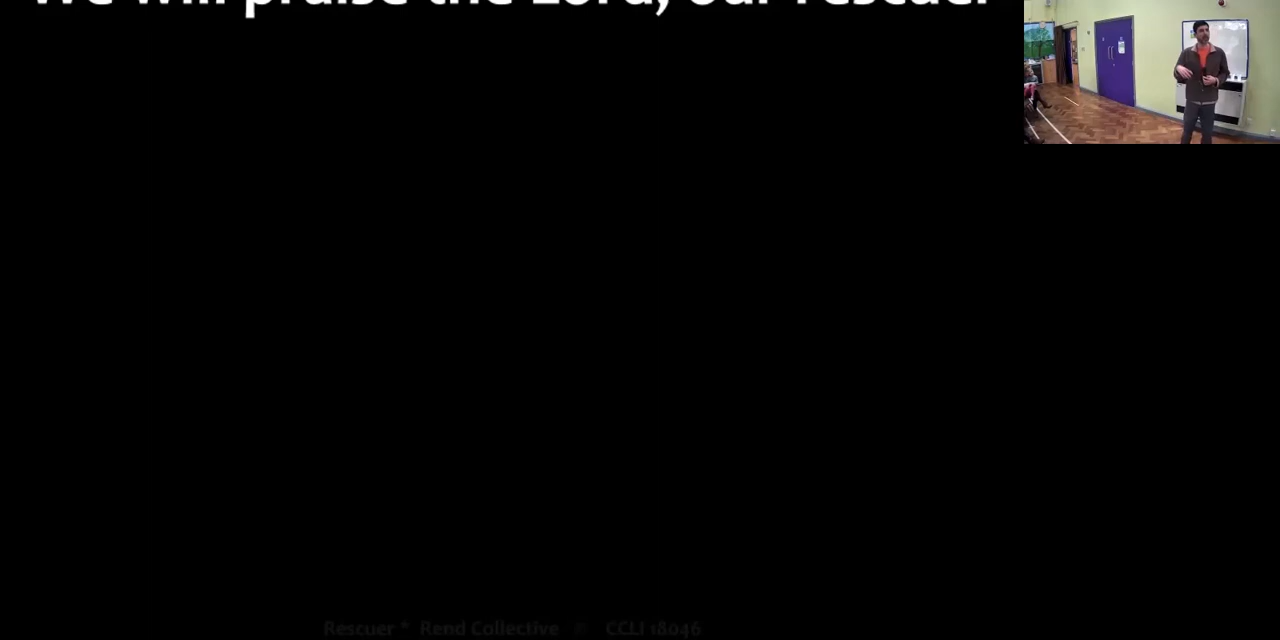 We will praise the Lord, our rescuer
Rescuer * Rend Collective © CCLI 18046